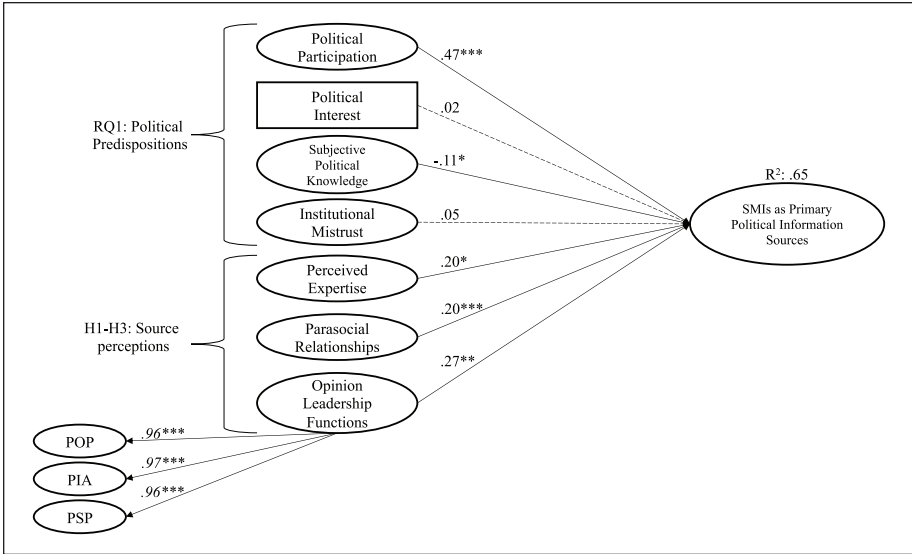 Political
Participation
.47***
Political
Interest
.02
RQ1: Political
Predispositions
Subjective
Political
Knowledge
-.11*
R²: .65
SMIs as Primary
Political Information
Sources
Institutional
Mistrust
.05
Perceived
Expertise
.20*
H1-H3: Source
perceptions
Parasocial
Relationships
.20***
Opinion
Leadership
Functions
.27**
POP
.96***
PIA
.97***
PSP
.96***